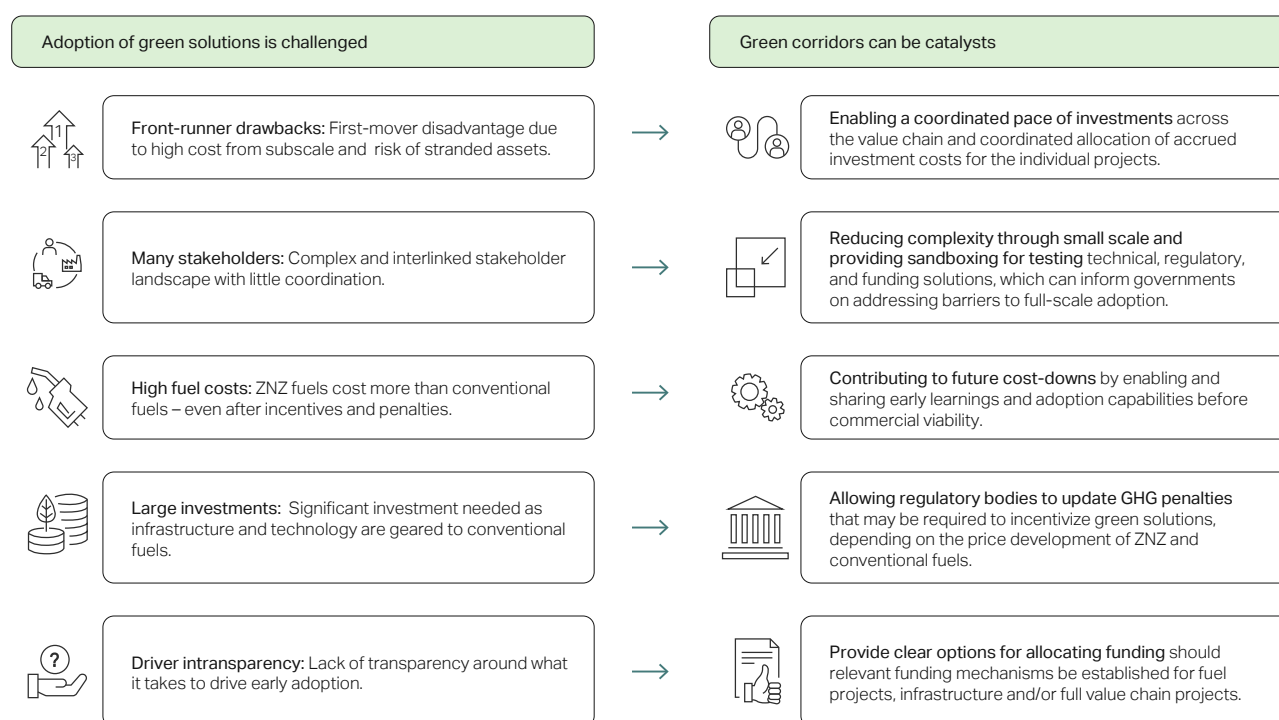 Adoption of green solutions is challenged
Green corridors can be catalysts
1
2
3
Front-runner drawbacks: First-mover disadvantage due
to high cost from subscale and risk of stranded assets.
Enabling a coordinated pace of investments across
the value chain and coordinated allocation of accrued
investment costs for the individual projects.
Many stakeholders: Complex and interlinked stakeholder
landscape with little coordination.
Reducing complexity through small scale and
providing sandboxing for testing technical, regulatory,
and funding solutions, which can inform governments
on addressing barriers to full-scale adoption.
High fuel costs: ZNZ fuels cost more than conventional
fuels – even after incentives and penalties.
Contributing to future cost-downs by enabling and
sharing early learnings and adoption capabilities before
commercial viability.
Large investments: Significant investment needed as
infrastructure and technology are geared to conventional
fuels.
Allowing regulatory bodies to update GHG penalties
that may be required to incentivize green solutions,
depending on the price development of ZNZ and
conventional fuels.
?
Driver intransparency: Lack of transparency around what
it takes to drive early adoption.
Provide clear options for allocating funding should
relevant funding mechanisms be established for fuel
projects, infrastructure and/or full value chain projects.